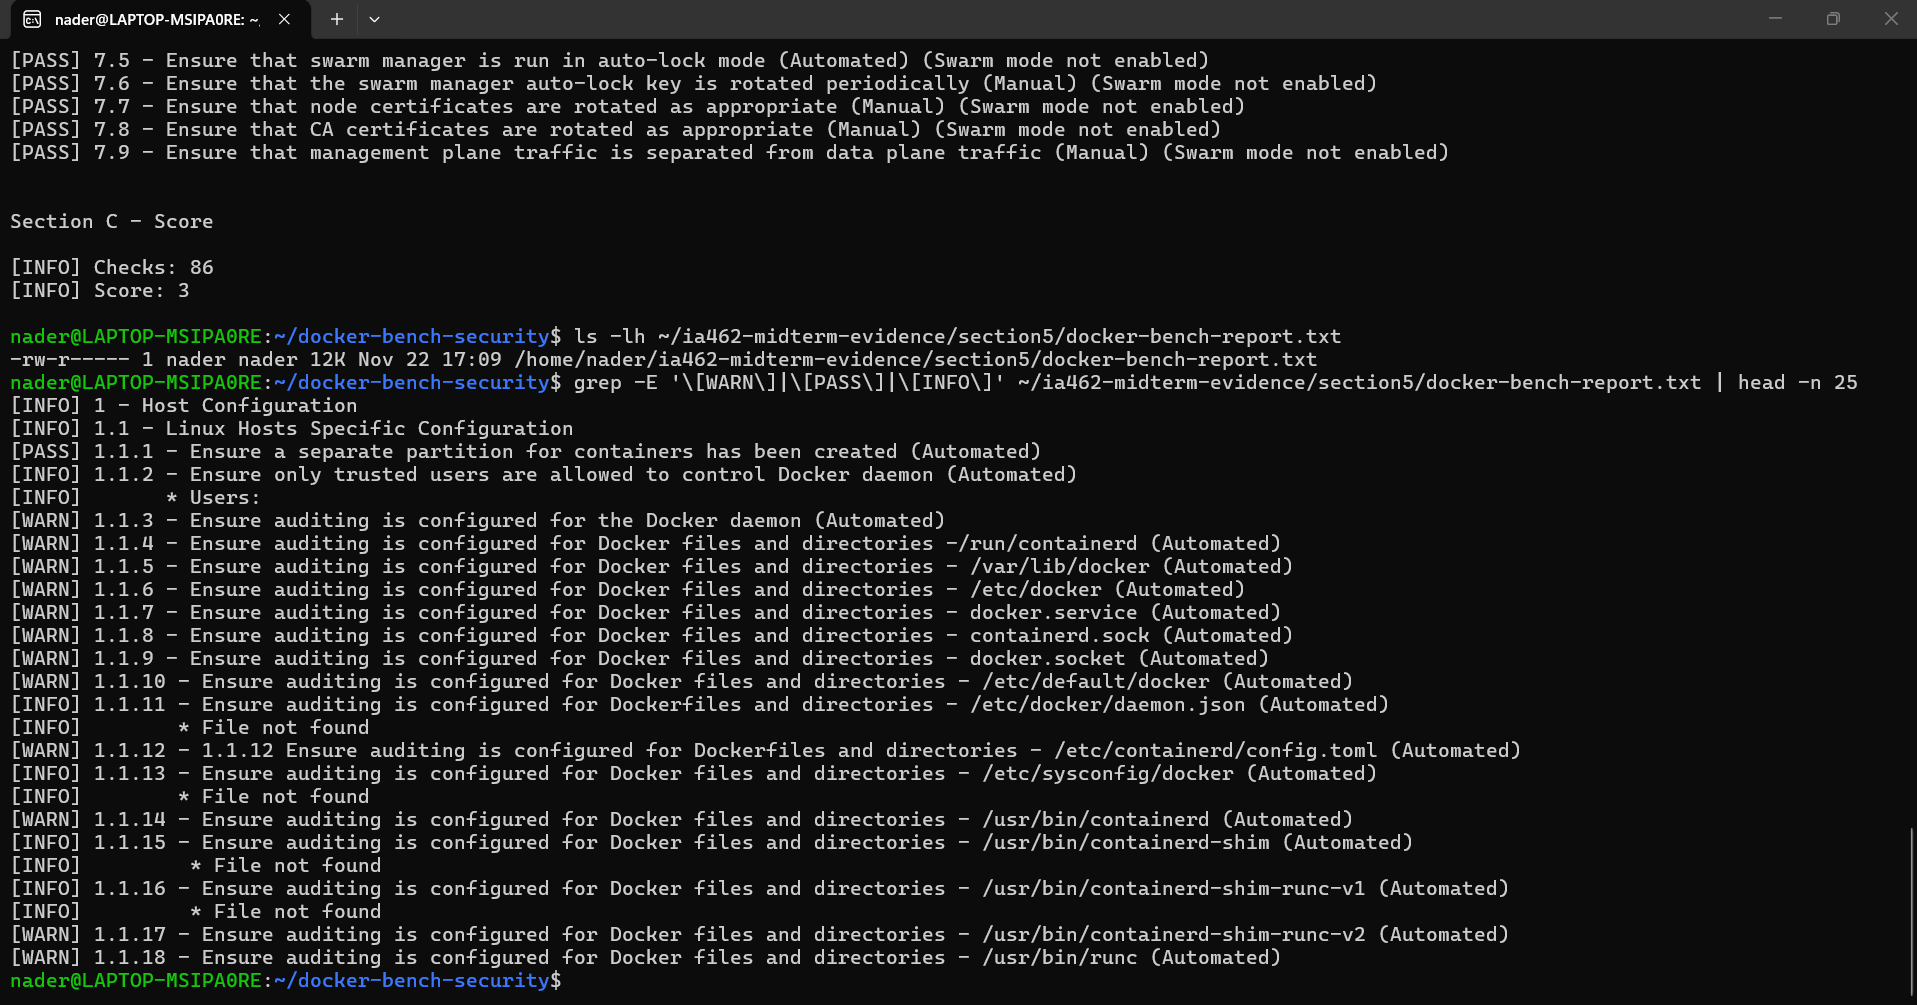 nader@LAPTOP-MSIPA0RE: ~,
[PASS] 7.5 - Ensure that swarm manager is run in auto-lock mode (Automated) (Swarm mode not enabled)
[PASS] 7.6 - Ensure that the swarm manager auto-lock key is rotated periodically (Manual) (Swarm mode not enabled)
[PASS] 7.7 - Ensure that node certificates are rotated as appropriate (Manual) (Swarm mode not enabled)
[PASS] 7.8 - Ensure that CA certificates are rotated as appropriate (Manual) (Swarm mode not enabled)
[PASS] 7.9 - Ensure that management plane traffic is separated from data plane traffic (Manual) (Swarm mode not enabled)
Section C - Score
[INFO] Checks: 86
[INFO] Score: 3
nader@LAPTOP-MSIPA0RE:~/docker-bench-security$ ls -lh ~/ia462-midterm-evidence/section5/docker-bench-report.txt
-rw-r----- 1 nader nader 12K Nov 22 17:09 /home/nader/ia462-midterm-evidence/section5/docker-bench-report.txt
nader@LAPTOP-MSIPA0RE:~/docker-bench-security$ grep -E '\[WARN\]|\[PASS\]|\[INFO\]' ~/ia462-midterm-evidence/section5/docker-bench-report.txt | head -n 25
[INFO] 1 - Host Configuration
[INFO] 1.1 - Linux Hosts Specific Configuration
[PASS] 1.1.1 - Ensure a separate partition for containers has been created (Automated)
[INFO] 1.1.2 - Ensure only trusted users are allowed to control Docker daemon (Automated)
[INFO]       * Users:
[WARN] 1.1.3 - Ensure auditing is configured for the Docker daemon (Automated)
[WARN] 1.1.4 - Ensure auditing is configured for Docker files and directories -/run/containerd (Automated)
[WARN] 1.1.5 - Ensure auditing is configured for Docker files and directories - /var/lib/docker (Automated)
[WARN] 1.1.6 - Ensure auditing is configured for Docker files and directories - /etc/docker (Automated)
[WARN] 1.1.7 - Ensure auditing is configured for Docker files and directories - docker.service (Automated)
[WARN] 1.1.8 - Ensure auditing is configured for Docker files and directories - containerd.sock (Automated)
[WARN] 1.1.9 - Ensure auditing is configured for Docker files and directories - docker.socket (Automated)
[WARN] 1.1.10 - Ensure auditing is configured for Docker files and directories - /etc/default/docker (Automated)
[INFO] 1.1.11 - Ensure auditing is configured for Dockerfiles and directories - /etc/docker/daemon.json (Automated)
[INFO]        * File not found
[WARN] 1.1.12 - 1.1.12 Ensure auditing is configured for Dockerfiles and directories - /etc/containerd/config.toml (Automated)
[INFO] 1.1.13 - Ensure auditing is configured for Docker files and directories - /etc/sysconfig/docker (Automated)
[INFO]        * File not found
[WARN] 1.1.14 - Ensure auditing is configured for Docker files and directories - /usr/bin/containerd (Automated)
[INFO] 1.1.15 - Ensure auditing is configured for Docker files and directories - /usr/bin/containerd-shim (Automated)
[INFO]         * File not found
[INFO] 1.1.16 - Ensure auditing is configured for Docker files and directories - /usr/bin/containerd-shim-runc-v1 (Automated)
[INFO]         * File not found
[WARN] 1.1.17 - Ensure auditing is configured for Docker files and directories - /usr/bin/containerd-shim-runc-v2 (Automated)
[WARN] 1.1.18 - Ensure auditing is configured for Docker files and directories - /usr/bin/runc (Automated)
nader@LAPTOP-MSIPA0RE:~/docker-bench-security$